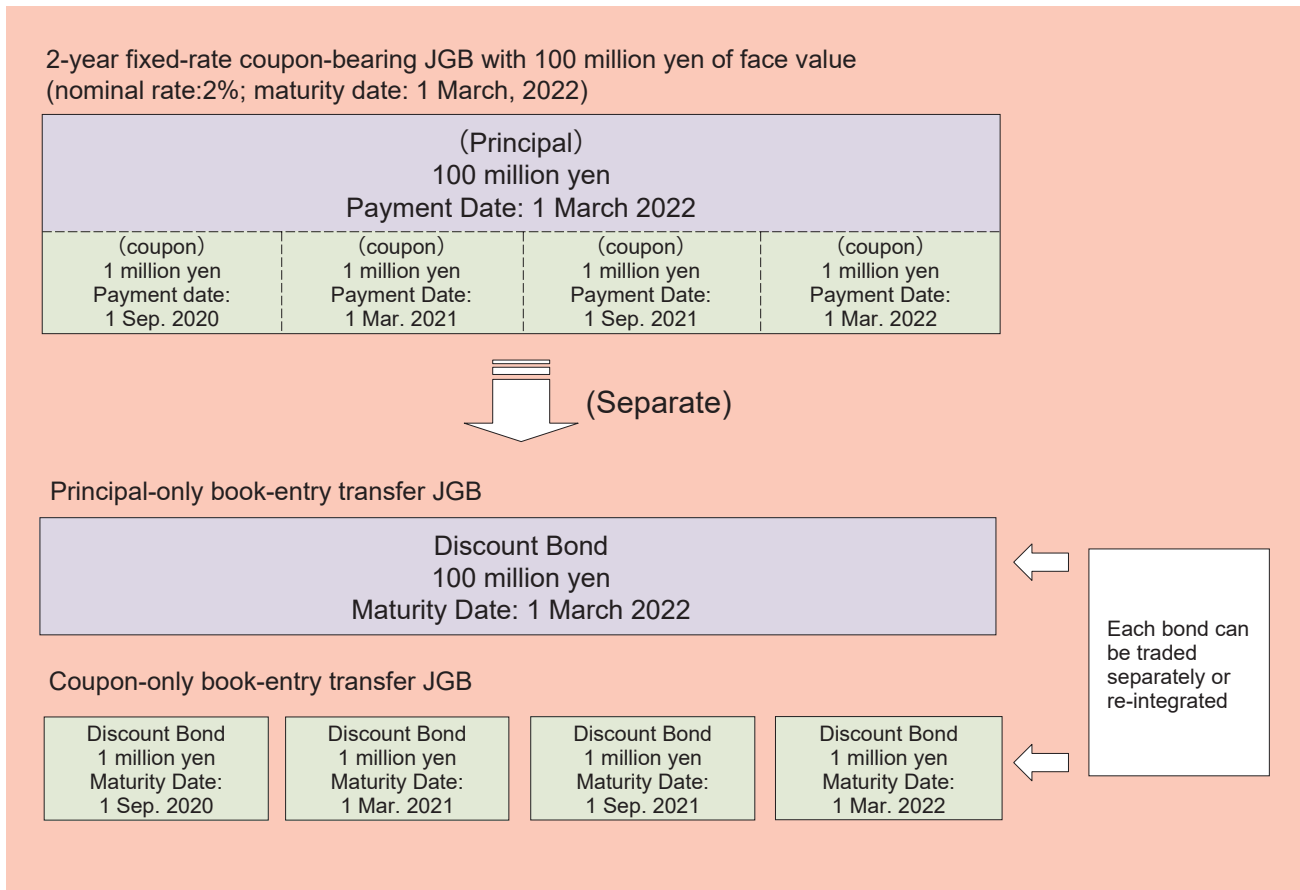 2-year fixed-rate coupon-bearing JGB with 100 million yen of face value
(nominal rate:2%; maturity date: 1 March, 2022)
（Principal）
100 million yen
Payment Date: 1 March 2022
（coupon）
1 million yen
Payment date:
1 Sep. 2020
（coupon）
1 million yen
Payment Date:
1 Mar. 2021
（coupon）
1 million yen
Payment Date:
1 Sep. 2021
（coupon）
1 million yen
Payment Date:
1 Mar. 2022
(Separate)
Principal-only book-entry transfer JGB
Discount Bond
100 million yen
Maturity Date: 1 March 2022
Each bond can
be traded
separately or
re-integrated
Coupon-only book-entry transfer JGB
Discount Bond
1 million yen
Maturity Date:
1 Sep. 2020
Discount Bond
1 million yen
Maturity Date:
1 Mar. 2021
Discount Bond
1 million yen
Maturity Date:
1 Sep. 2021
Discount Bond
1 million yen
Maturity Date:
1 Mar. 2022